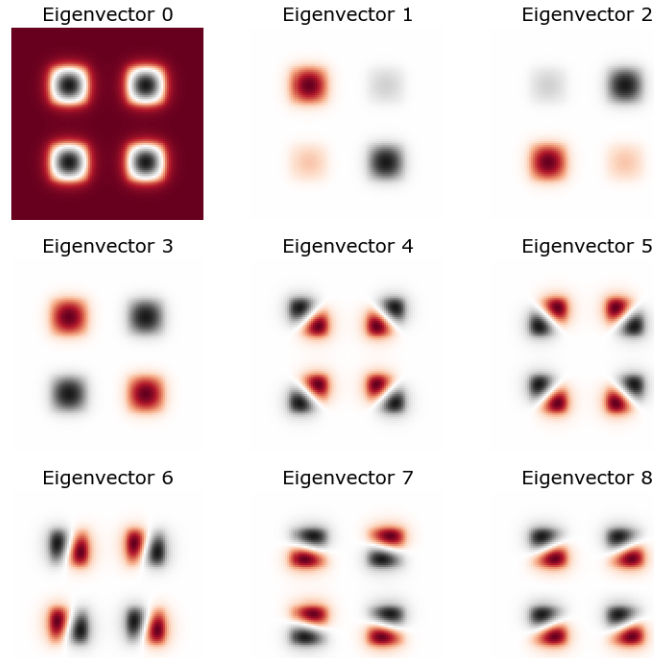 Eigenvector 0
Eigenvector 1
Eigenvector 2
Eigenvector 3
Eigenvector 4
Eigenvector 5
Eigenvector 6
Eigenvector 7
Eigenvector 8